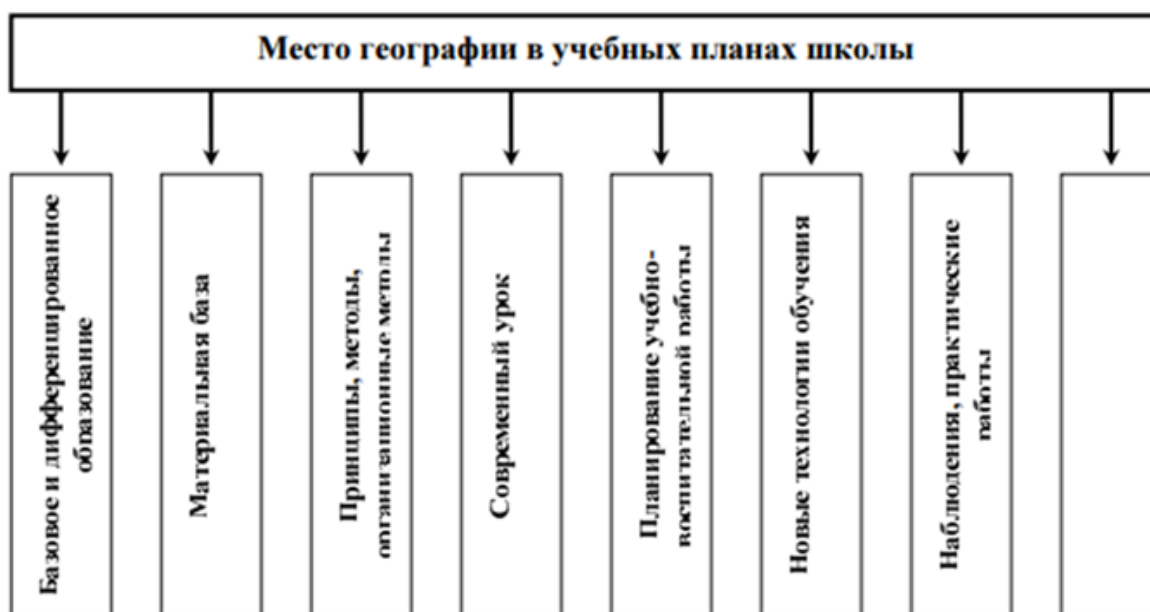 Место географии в учебных планах школы
Базовое и дифференцированное
образование
Материальная база
Принципы, методы,
организационные методы
Современный урок
Планирование учебно-
воспитательной работы
Новые технологии обучения
Наблюдения, практические
работы